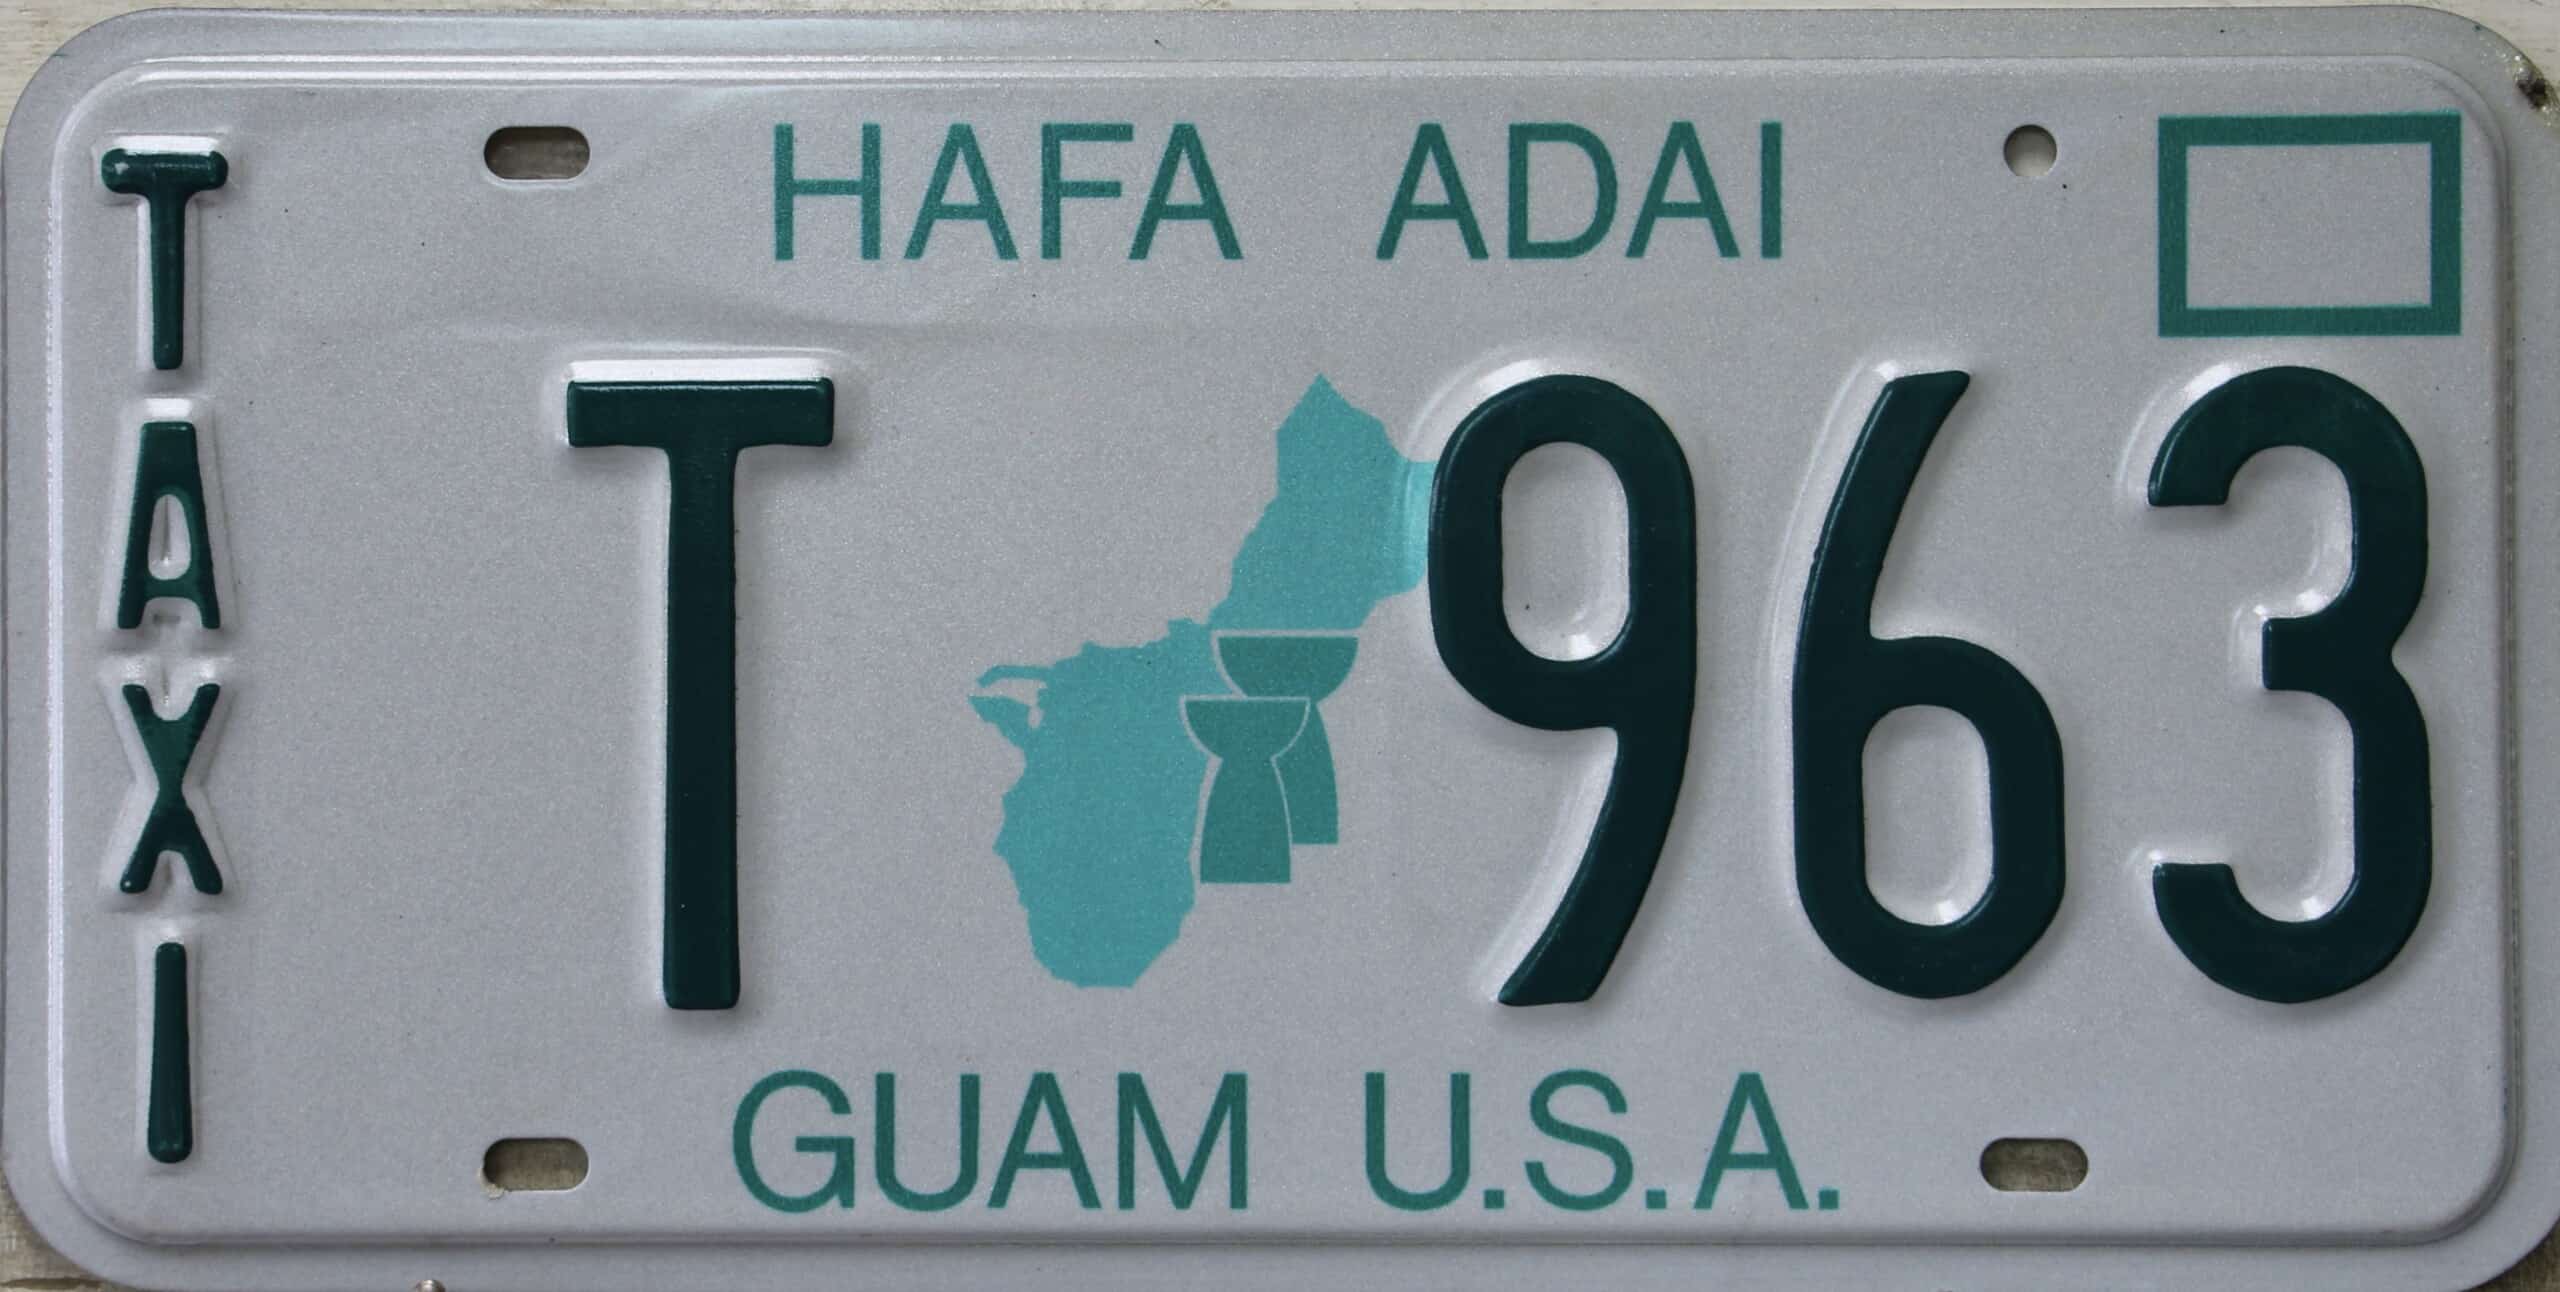 HAFA ADAI
TAXI
T 963
GUAM U.S.A.